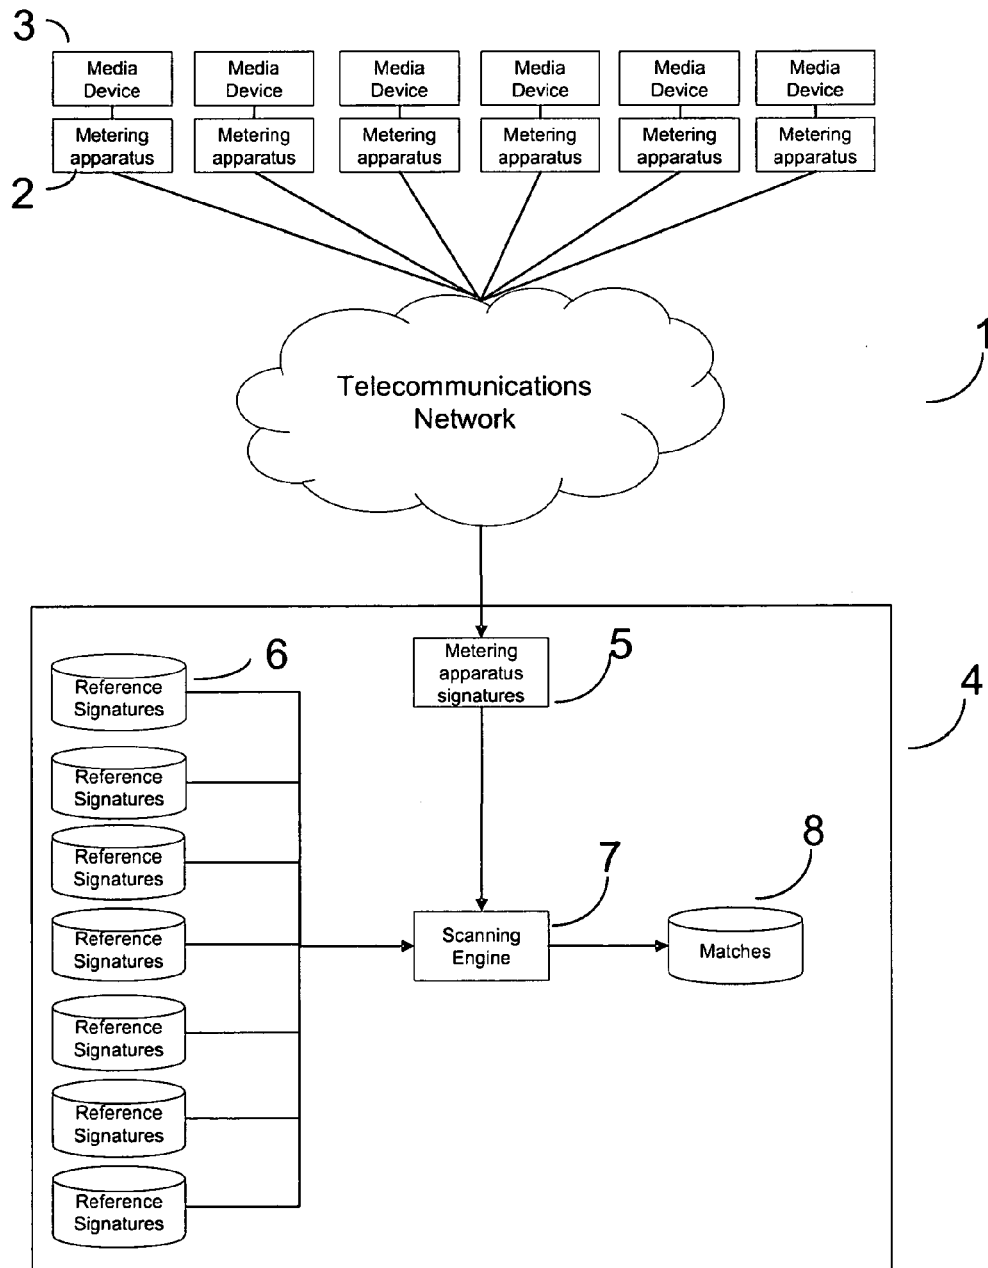 3
Media Device
Media Device
Media Device
Media Device
Media Device
Media Device
Metering apparatus
Metering apparatus
Metering apparatus
Metering apparatus
Metering apparatus
Metering apparatus
2
1
Telecommunications
Network
6
5
4
Metering
apparatus
signatures
Reference
Signatures
Reference
Signatures
Reference
Signatures
Reference
Signatures
Reference
Signatures
Reference
Signatures
Reference
Signatures
7
8
Scanning
Engine
Matches